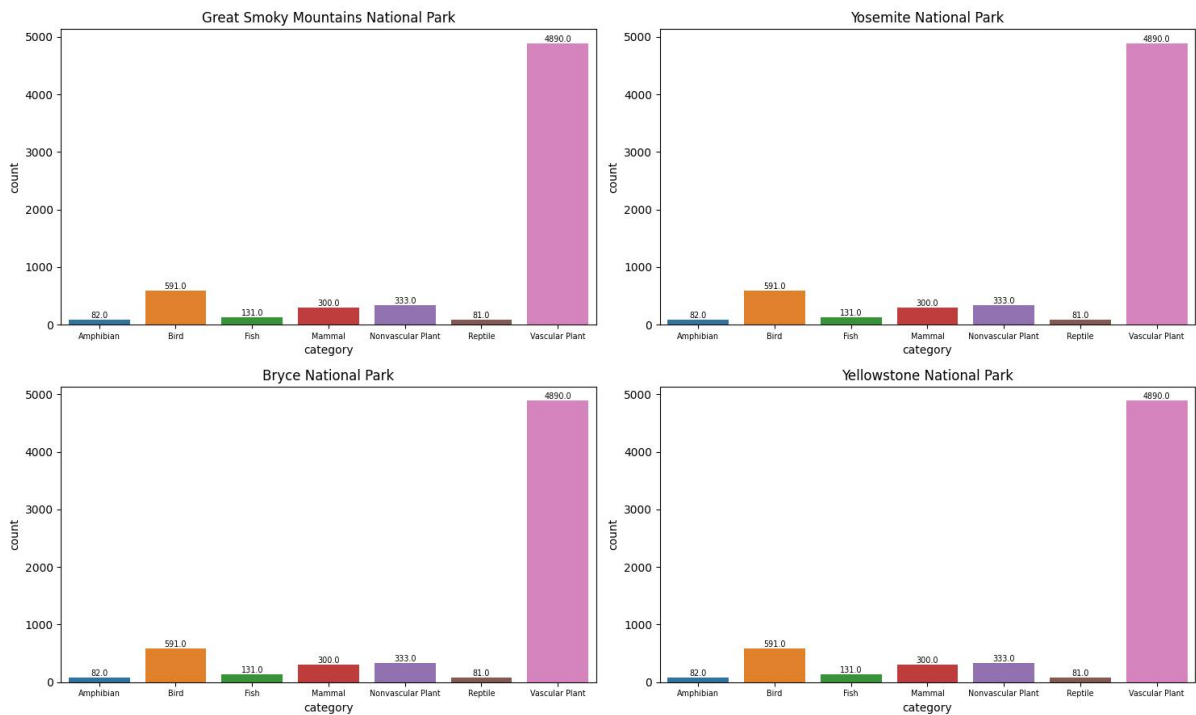 Great Smoky Mountains National Park
count
5000
4000
3000
2000
1000
0
82.0
591.0
131.0
300.0
333.0
81.0
4890.0
Amphibian
Bird
Fish
Mammal
Nonvascular Plant
Reptile
Vascular Plant
category
Yosemite National Park
count
5000
4000
3000
2000
1000
0
82.0
591.0
131.0
300.0
333.0
81.0
4890.0
Amphibian
Bird
Fish
Mammal
Nonvascular Plant
Reptile
Vascular Plant
category
Bryce National Park
count
5000
4000
3000
2000
1000
0
82.0
591.0
131.0
300.0
333.0
81.0
4890.0
Amphibian
Bird
Fish
Mammal
Nonvascular Plant
Reptile
Vascular Plant
category
Yellowstone National Park
count
5000
4000
3000
2000
1000
0
82.0
591.0
131.0
300.0
333.0
81.0
4890.0
Amphibian
Bird
Fish
Mammal
Nonvascular Plant
Reptile
Vascular Plant
category